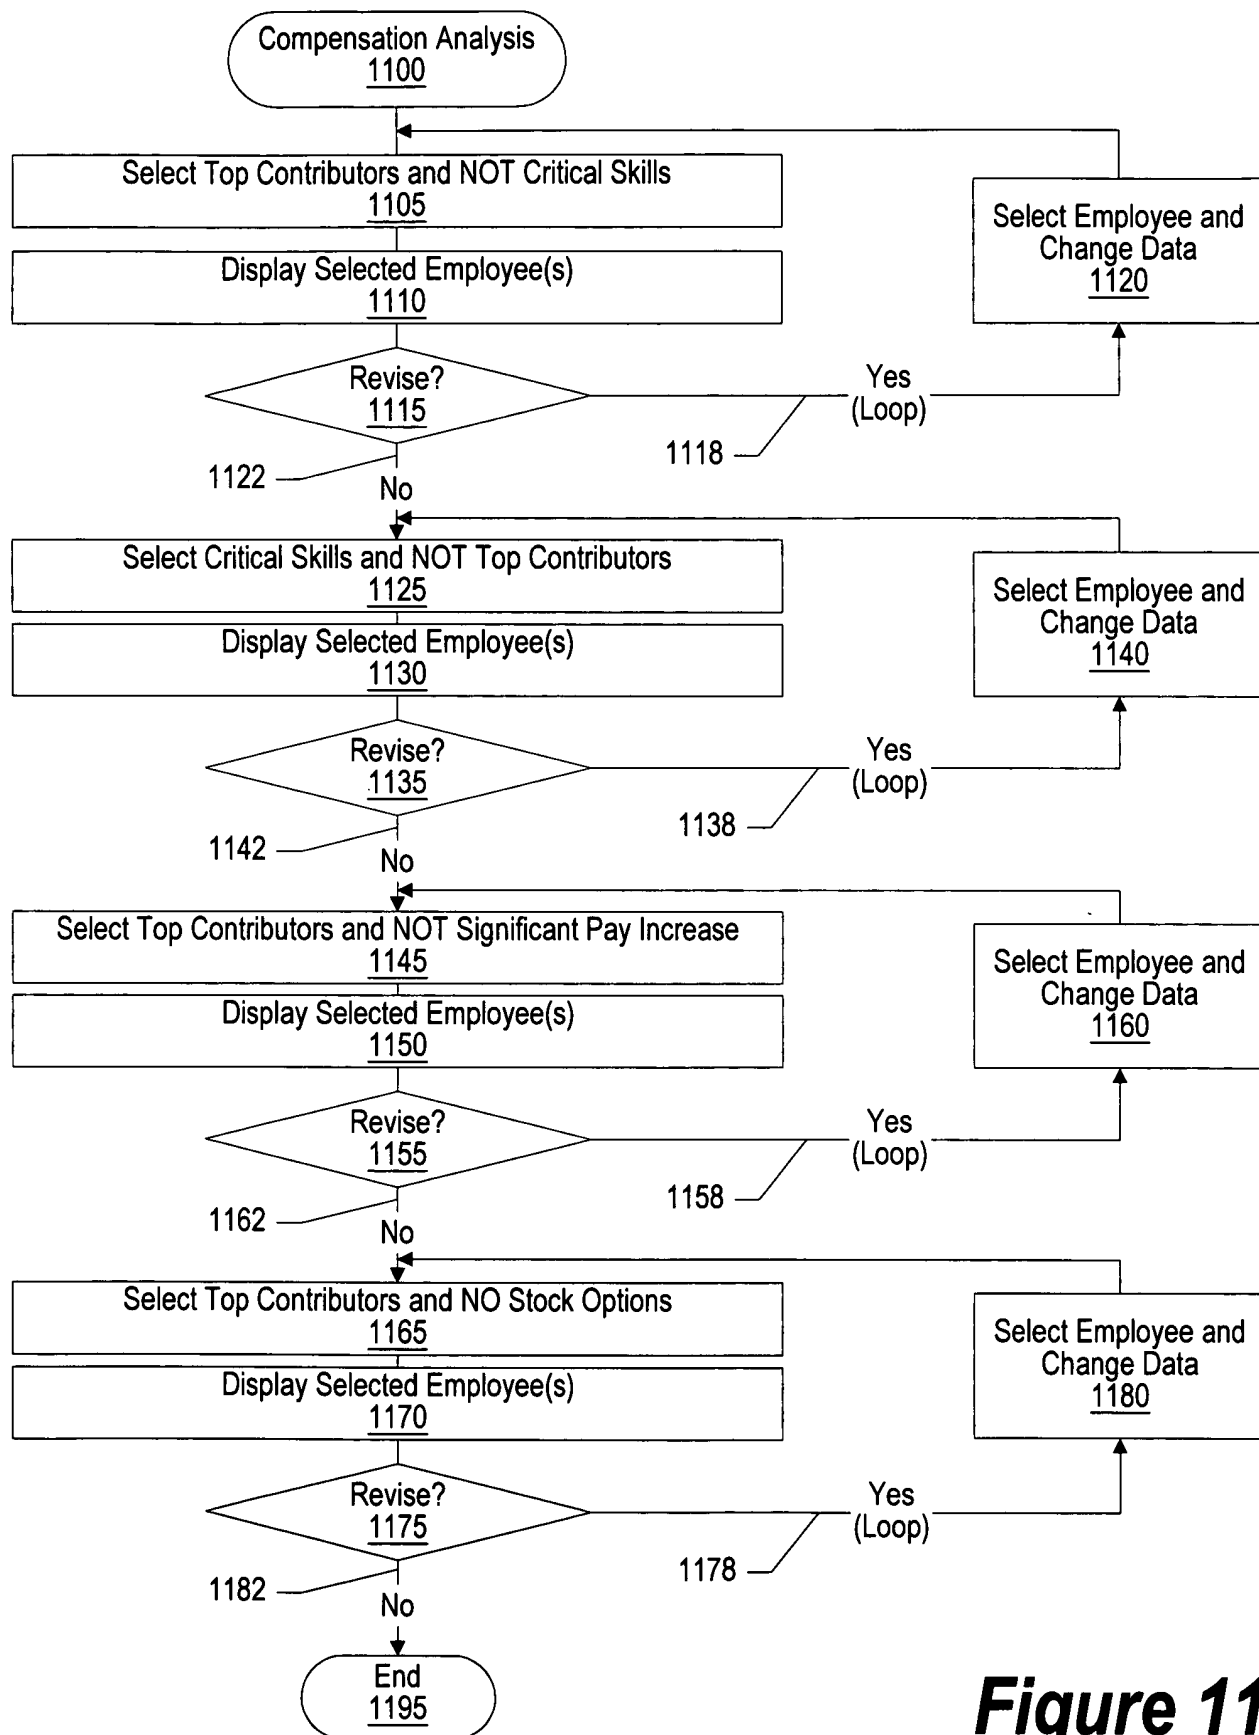 Compensation Analysis
1100
Select Top Contributors and NOT Critical Skills
1105
Select Employee and
Change Data
1120
Display Selected Employee(s)
1110
Revise?
1115
Yes
(Loop)
1118
1122
No
Select Critical Skills and NOT Top Contributors
1125
Select Employee and
Change Data
1140
Display Selected Employee(s)
1130
Revise?
1135
Yes
(Loop)
1138
1142
No
Select Top Contributors and NOT Significant Pay Increase
1145
Select Employee and
Change Data
1160
Display Selected Employee(s)
1150
Revise?
1155
Yes
(Loop)
1158
1162
No
Select Top Contributors and NO Stock Options
1165
Select Employee and
Change Data
1180
Display Selected Employee(s)
1170
Revise?
1175
Yes
(Loop)
1178
1182
No
End
1195
Figure 11